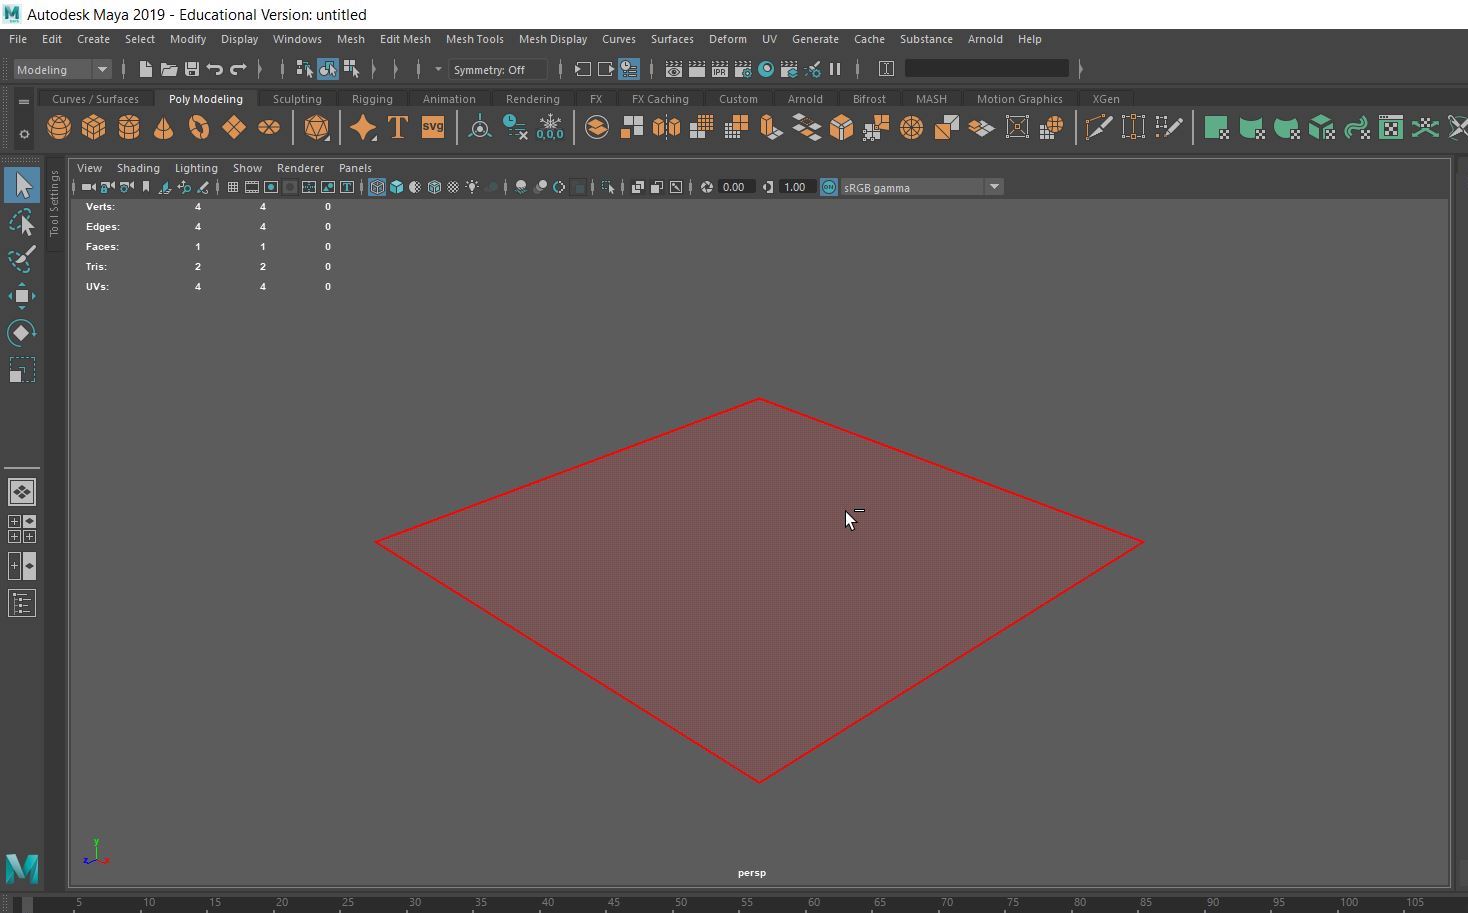 Autodesk Maya 2019 - Educational Version: untitled
File Edit Create Select Modify Display Windows Mesh Edit Mesh Mesh Tools Mesh Display Curves Surfaces Deform UV Generate Cache Substance Arnold Help
Modeling Symmetry: Off IPR
Curves / Surfaces Poly Modeling Sculpting Rigging Animation Rendering FX FX Caching Custom Arnold Bifrost MASH Motion Graphics XGen
T SVG 0,0,0
Tool Settings
View Shading Lighting Show Renderer Panels
0.00 1.00 ON sRGB gamma
Verts: 4 4 0
Edges: 4 4 0
Faces: 1 1 0
Tris: 2 2 0
UVs: 4 4 0
y
z x
persp
5 10 15 20 25 30 35 40 45 50 55 60 65 70 75 80 85 90 95 100 105